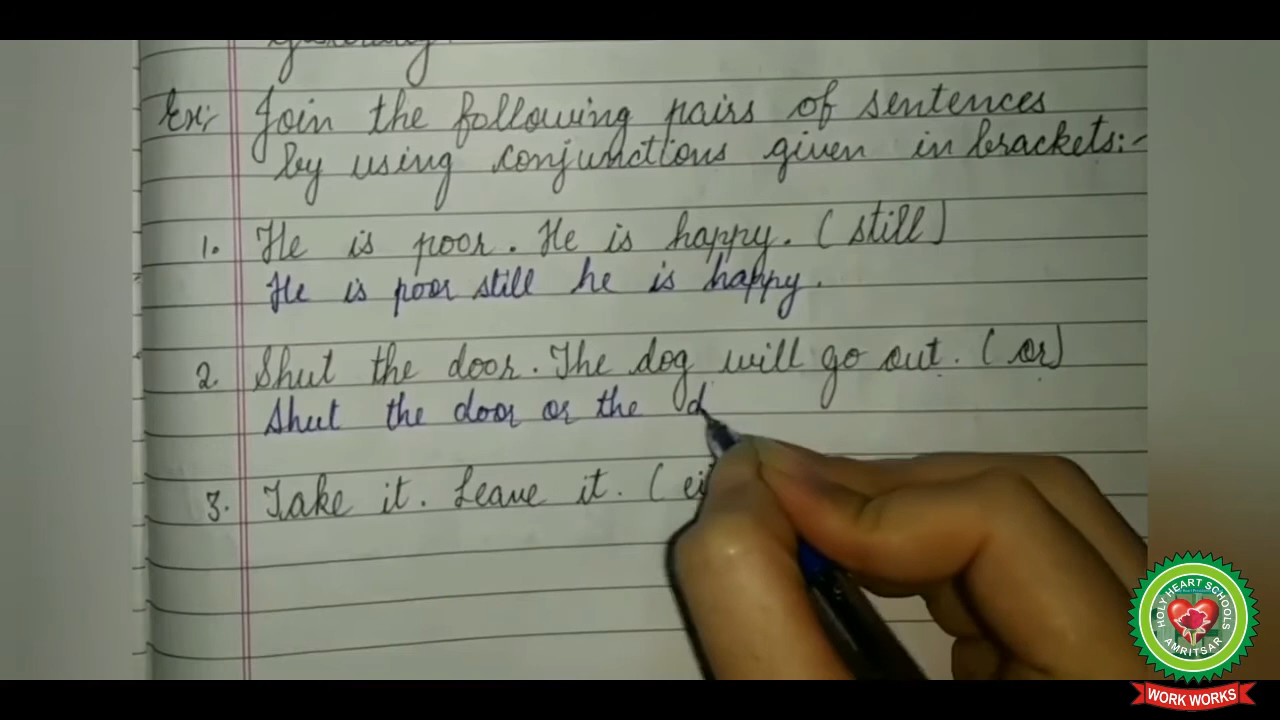 Ex:- Join the following pairs of sentences
by using conjunctions given in brackets:-
1. He is poor. He is happy. (still)
He is poor still he is happy.
2. Shut the door. The dog will go out. (or)
Shut the door or the d
3. Take it. Leave it. (ei
HOLY HEART SCHOOLS
AMRITSAR
WORK WORKS